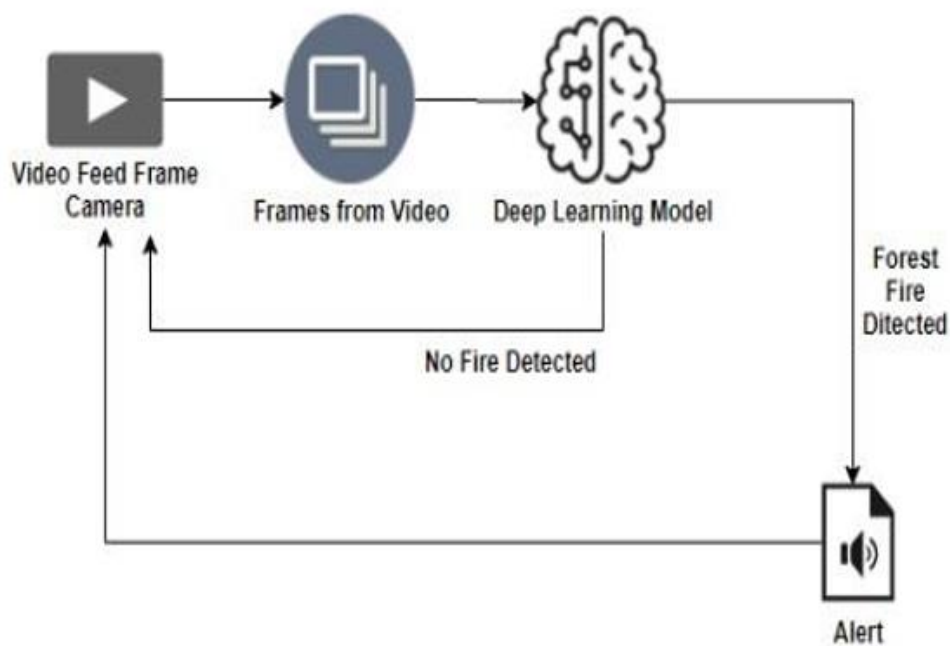 Video Feed Frame
Camera
Frames from Video
Deep Learning Model
Forest
Fire
Ditected
No Fire Detected
Alert